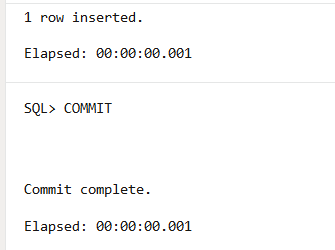 1 row inserted.
Elapsed: 00:00:00.001
SQL> COMMIT
Commit complete.
Elapsed: 00:00:00.001